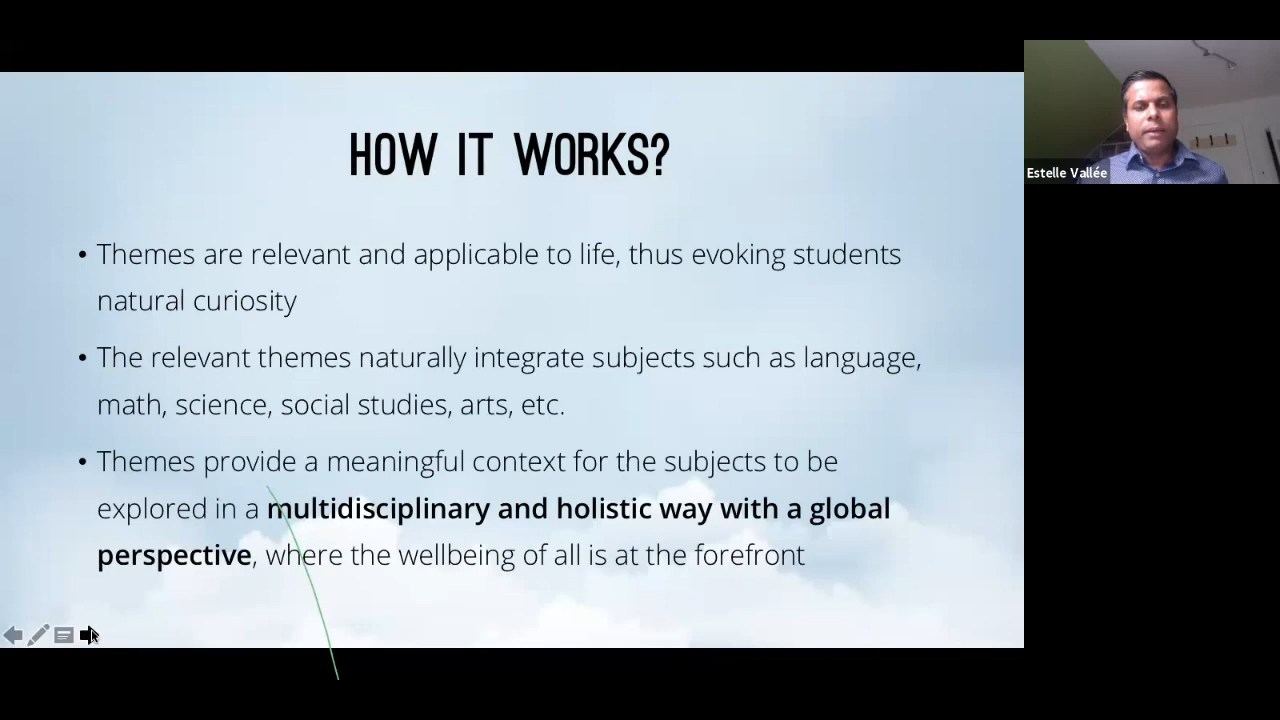 HOW IT WORKS?
• Themes are relevant and applicable to life, thus evoking students
natural curiosity
• The relevant themes naturally integrate subjects such as language,
math, science, social studies, arts, etc.
• Themes provide a meaningful context for the subjects to be
explored in a multidisciplinary and holistic way with a global
perspective, where the wellbeing of all is at the forefront
Estelle Vallée